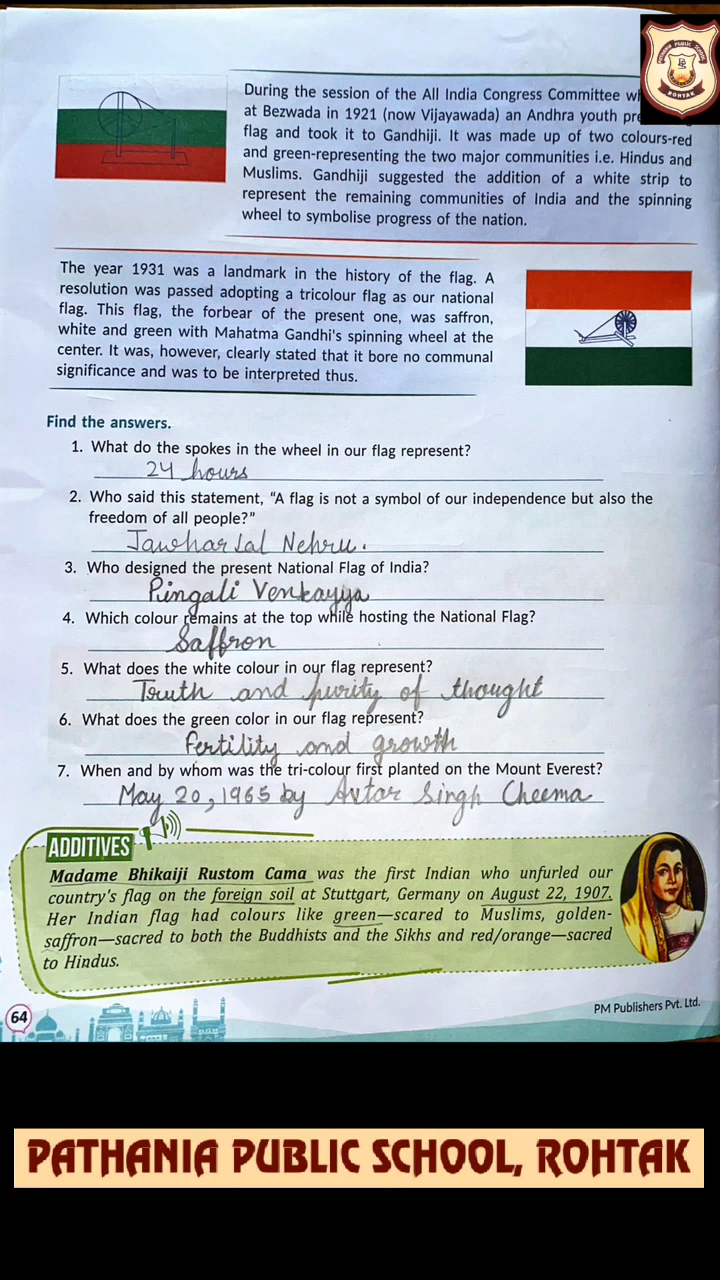 PATHANIA PUBLIC SCHOOL
PPS
ROHTAK
During the session of the All India Congress Committee
at Bezwada in 1921 (now Vijayawada) an Andhra youth
flag and took it to Gandhiji. It was made up of two colours-red
and green-representing the two major communities i.e. Hindus and
Muslims. Gandhiji suggested the addition of a white strip to
represent the remaining communities of India and the spinning
wheel to symbolise progress of the nation.
The year 1931 was a landmark in the history of the flag. A
resolution was passed adopting a tricolour flag as our national
flag. This flag, the forbear of the present one, was saffron,
white and green with Mahatma Gandhi's spinning wheel at the
center. It was, however, clearly stated that it bore no communal
significance and was to be interpreted thus.
Find the answers.
1. What do the spokes in the wheel in our flag represent?
24 hours
2. Who said this statement, "A flag is not a symbol of our independence but also the
freedom of all people?"
Jawhar Lal Nehru.
3. Who designed the present National Flag of India?
Pingali Venkayya
4. Which colour remains at the top while hosting the National Flag?
Saffron
5. What does the white colour in our flag represent?
Truth and purity of thought
6. What does the green color in our flag represent?
Fertility and growth
7. When and by whom was the tri-colour first planted on the Mount Everest?
May 20, 1965 by Avtar Singh Cheema
ADDITIVES
Madame Bhikaiji Rustom Cama was the first Indian who unfurled our
country's flag on the foreign soil at Stuttgart, Germany on August 22, 1907.
Her Indian flag had colours like green—scared to Muslims, golden-
saffron—sacred to both the Buddhists and the Sikhs and red/orange—sacred
to Hindus.
64
PM Publishers Pvt. Ltd.
PATHANIA PUBLIC SCHOOL, ROHTAK